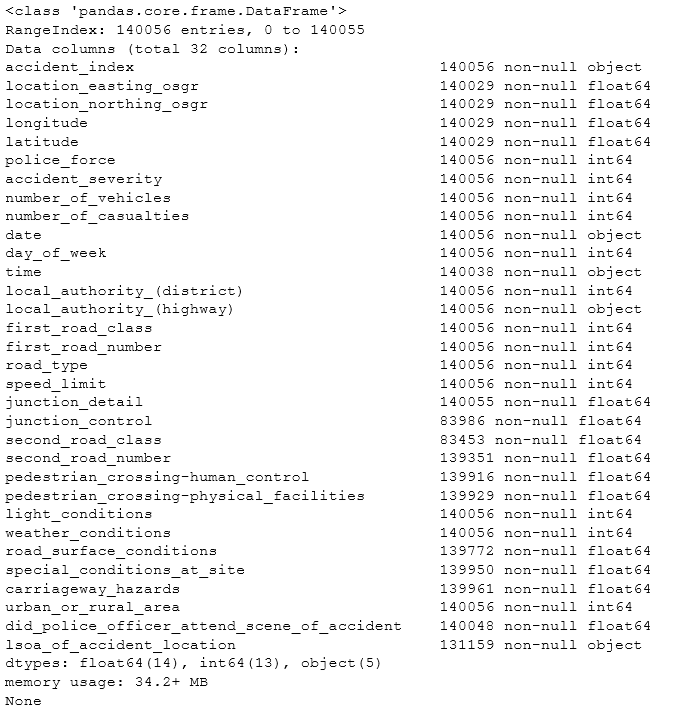 <class 'pandas.core.frame.DataFrame'>
RangeIndex: 140056 entries, 0 to 140055
Data columns (total 32 columns):
accident_index 140056 non-null object
location_easting_osgr 140029 non-null float64
location_northing_osgr 140029 non-null float64
longitude 140029 non-null float64
latitude 140029 non-null float64
police_force 140056 non-null int64
accident_severity 140056 non-null int64
number_of_vehicles 140056 non-null int64
number_of_casualties 140056 non-null int64
date 140056 non-null object
day_of_week 140056 non-null int64
time 140038 non-null object
local_authority_(district) 140056 non-null int64
local_authority_(highway) 140056 non-null object
first_road_class 140056 non-null int64
first_road_number 140056 non-null int64
road_type 140056 non-null int64
speed_limit 140056 non-null int64
junction_detail 140055 non-null float64
junction_control 83986 non-null float64
second_road_class 83453 non-null float64
second_road_number 139351 non-null float64
pedestrian_crossing-human_control 139916 non-null float64
pedestrian_crossing-physical_facilities 139929 non-null float64
light_conditions 140056 non-null int64
weather_conditions 140056 non-null int64
road_surface_conditions 139772 non-null float64
special_conditions_at_site 139950 non-null float64
carriageway_hazards 139961 non-null float64
urban_or_rural_area 140056 non-null int64
did_police_officer_attend_scene_of_accident 140048 non-null float64
lsoa_of_accident_location 131159 non-null object
dtypes: float64(14), int64(13), object(5)
memory usage: 34.2+ MB
None